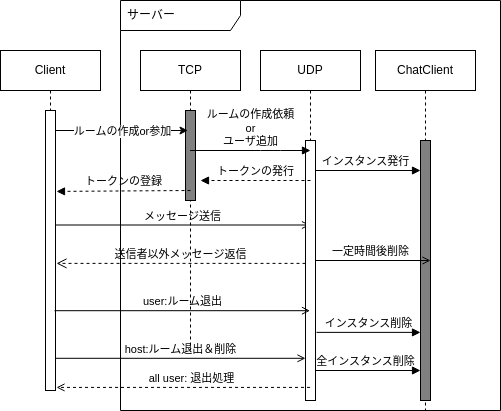 サーバー
Client
TCP
UDP
ChatClient
ルームの作成依頼
or
ユーザ追加
ルームの作成or参加
インスタンス発行
トークンの発行
トークンの登録
メッセージ送信
送信者以外メッセージ返信
一定時間後削除
user:ルーム退出
インスタンス削除
host:ルーム退出＆削除
全インスタンス削除
all user: 退出処理